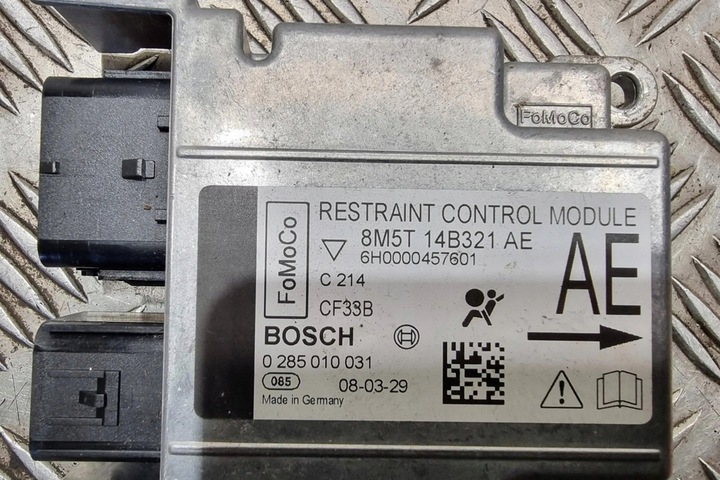 FoMoCo
FoMoCo
RESTRAINT CONTROL MODULE
8M5T 14B321 AE
6H0000457601
AE
C 214
CF33B
BOSCH
0 285 010 031
085
08-03-29
Made in Germany